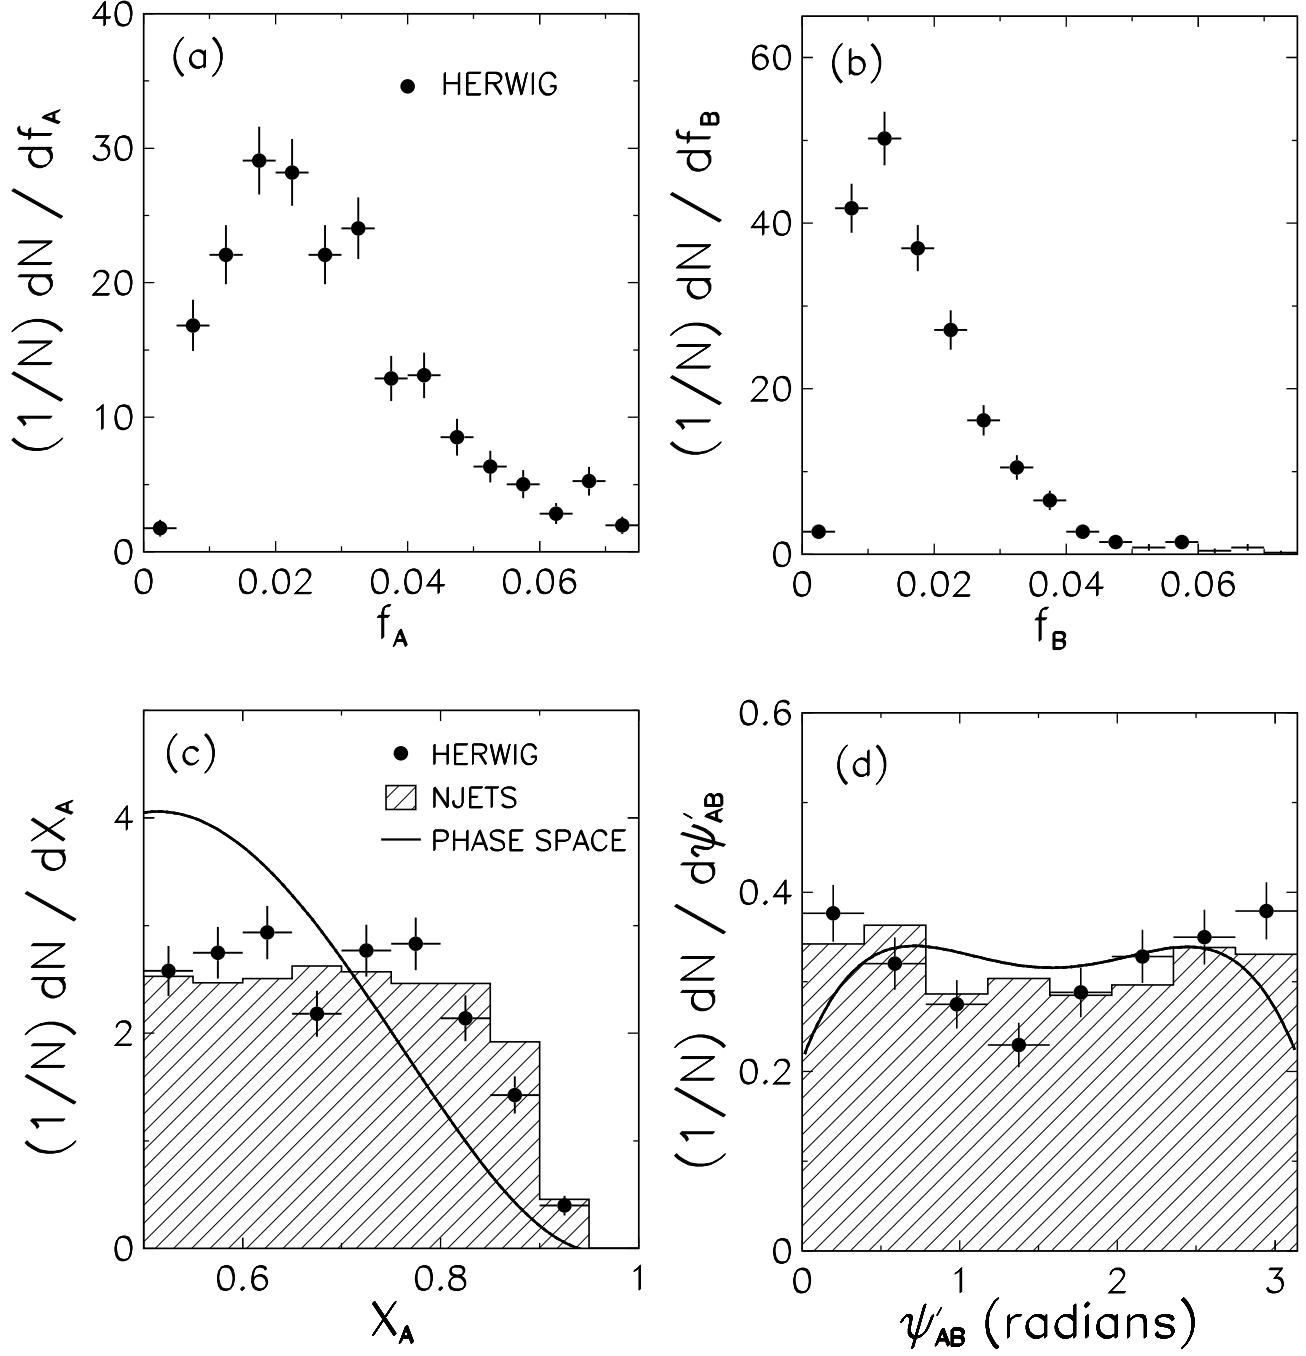 (a)
HERWIG
(1/N) dN / df_A
40
30
20
10
0
0 0.02 0.04 0.06
f_A
(b)
(1/N) dN / df_B
60
40
20
0
0 0.02 0.04 0.06
f_B
(c)
HERWIG
NJETS
PHASE SPACE
(1/N) dN / dX_A
4
2
0
0.6 0.8 1
X_A
(d)
(1/N) dN / dψ'_AB
0.6
0.4
0.2
0
0 1 2 3
ψ'_AB (radians)